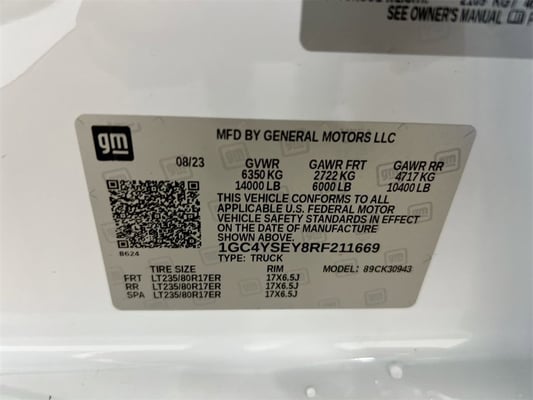 SEE OWNER'S MANUAL
gm
MFD BY GENERAL MOTORS LLC
08/23 GVWR GAWR FRT GAWR RR
6350 KG 2722 KG 4717 KG
14000 LB 6000 LB 10400 LB
THIS VEHICLE CONFORMS TO ALL
APPLICABLE U.S. FEDERAL MOTOR
VEHICLE SAFETY STANDARDS IN EFFECT
ON THE DATE OF MANUFACTURE
SHOWN ABOVE.
1GC4YSEY8RF211669
B624 TYPE: TRUCK
TIRE SIZE RIM MODEL: 89CK30943
FRT LT235/80R17ER 17X6.5J
RR LT235/80R17ER 17X6.5J
SPA LT235/80R17ER 17X6.5J